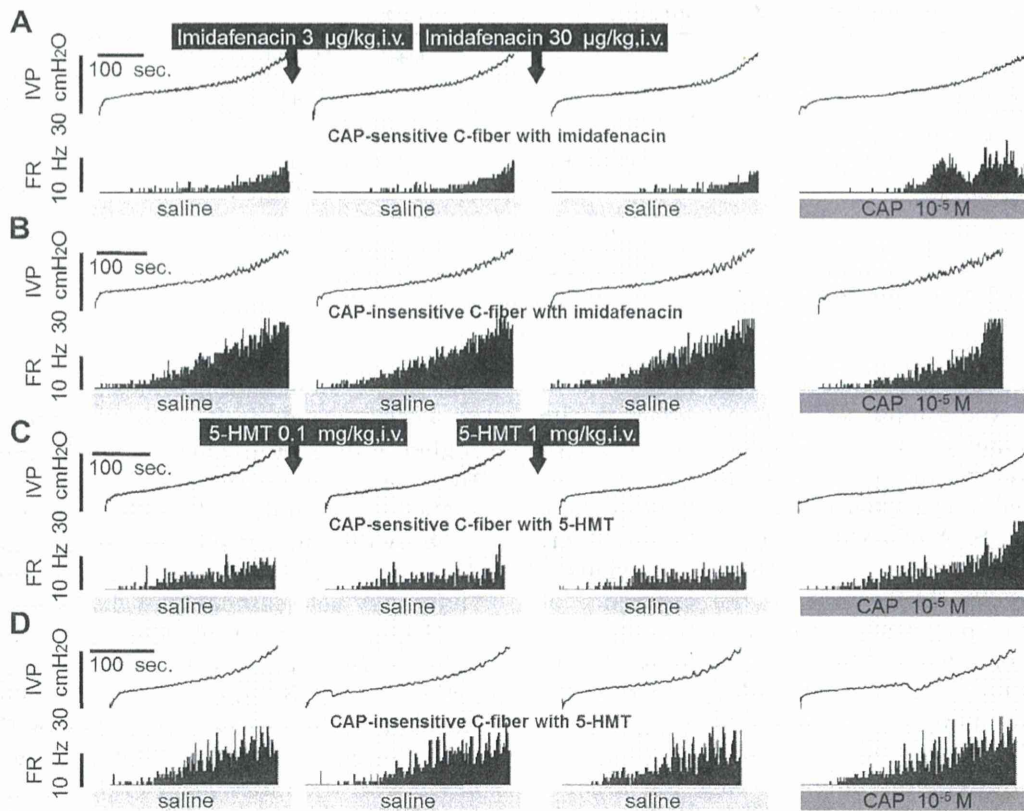 A
Imidafenacin 3 µg/kg,i.v. Imidafenacin 30 µg/kg,i.v.
100 sec.
IVP
30 cmH2O
CAP-sensitive C-fiber with imidafenacin
FR
10 Hz
saline saline saline CAP 10-5 M
B
100 sec.
IVP
30 cmH2O
CAP-insensitive C-fiber with imidafenacin
FR
10 Hz
saline saline saline CAP 10-5 M
C
5-HMT 0.1 mg/kg,i.v. 5-HMT 1 mg/kg,i.v.
100 sec.
IVP
30 cmH2O
CAP-sensitive C-fiber with 5-HMT
FR
10 Hz
saline saline saline CAP 10-5 M
D
100 sec.
IVP
30 cmH2O
CAP-insensitive C-fiber with 5-HMT
FR
10 Hz
saline saline saline CAP 10-5 M